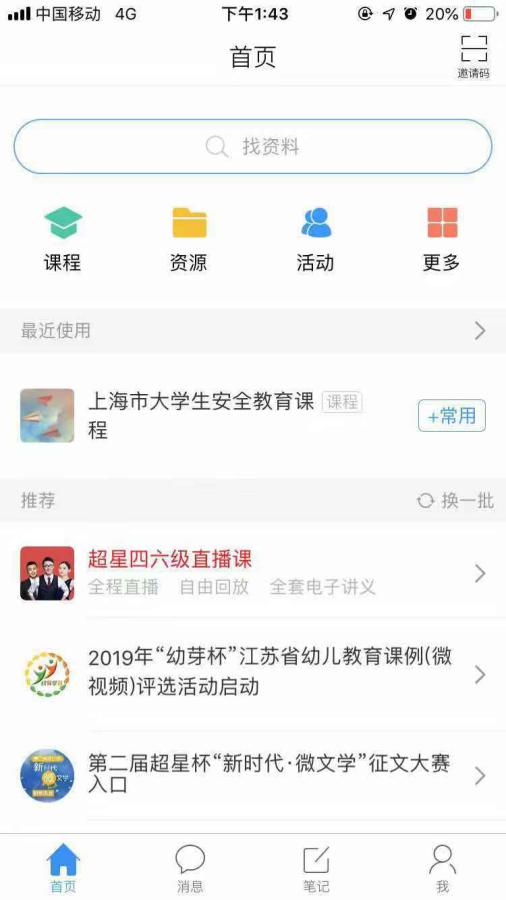 中国移动 4G 下午1:43 20%
首页
邀请码
找资料
课程 资源 活动 更多
最近使用
上海市大学生安全教育课 课程
程
+常用
推荐 换一批
超星四六级直播课
全程直播 自由回放 全套电子讲义
2019年“幼芽杯”江苏省幼儿教育课例(微
视频)评选活动启动
新时代
微文学
第二届超星杯“新时代·微文学”征文大赛
入口
首页 消息 笔记 我